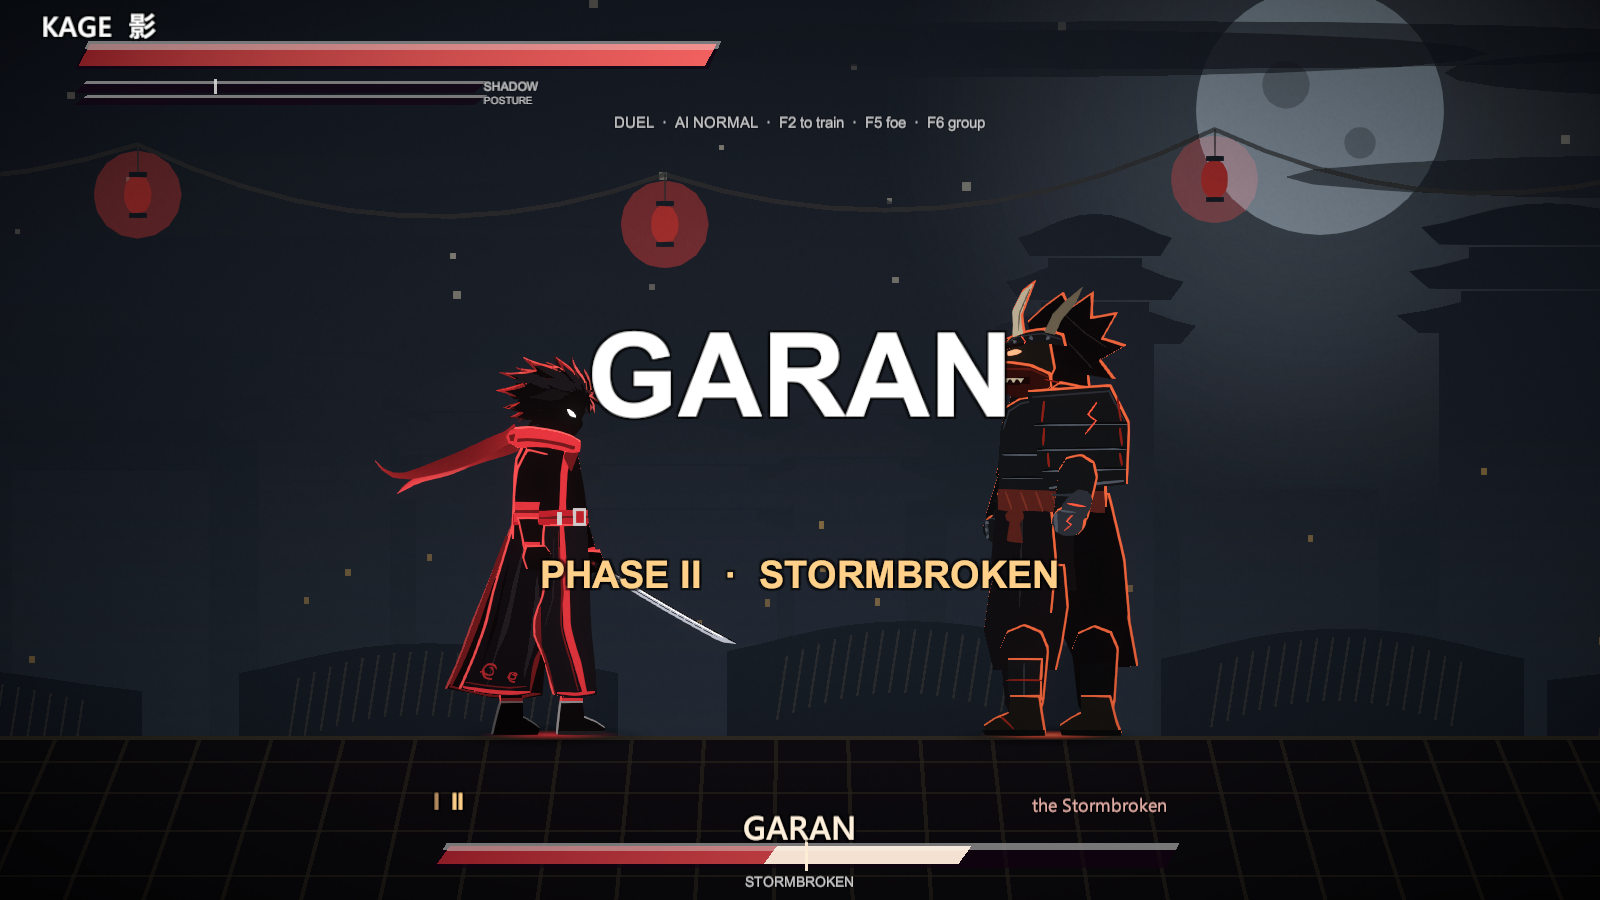 KAGE 影
SHADOW
POSTURE
DUEL · AI NORMAL · F2 to train · F5 foe · F6 group
GARAN
PHASE II · STORMBROKEN
I II
the Stormbroken
GARAN
STORMBROKEN